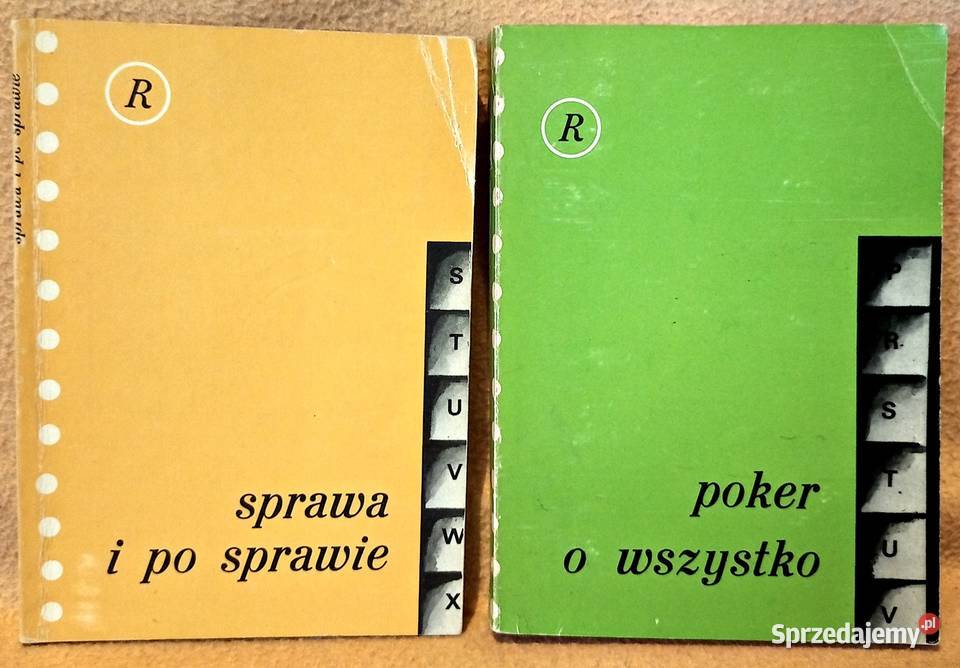 sprawa i po sprawie
R
S
T
U
V
W
X
sprawa
i po sprawie
R
P
R
S
T
U
V
poker
o wszystko
Sprzedajemy.pl